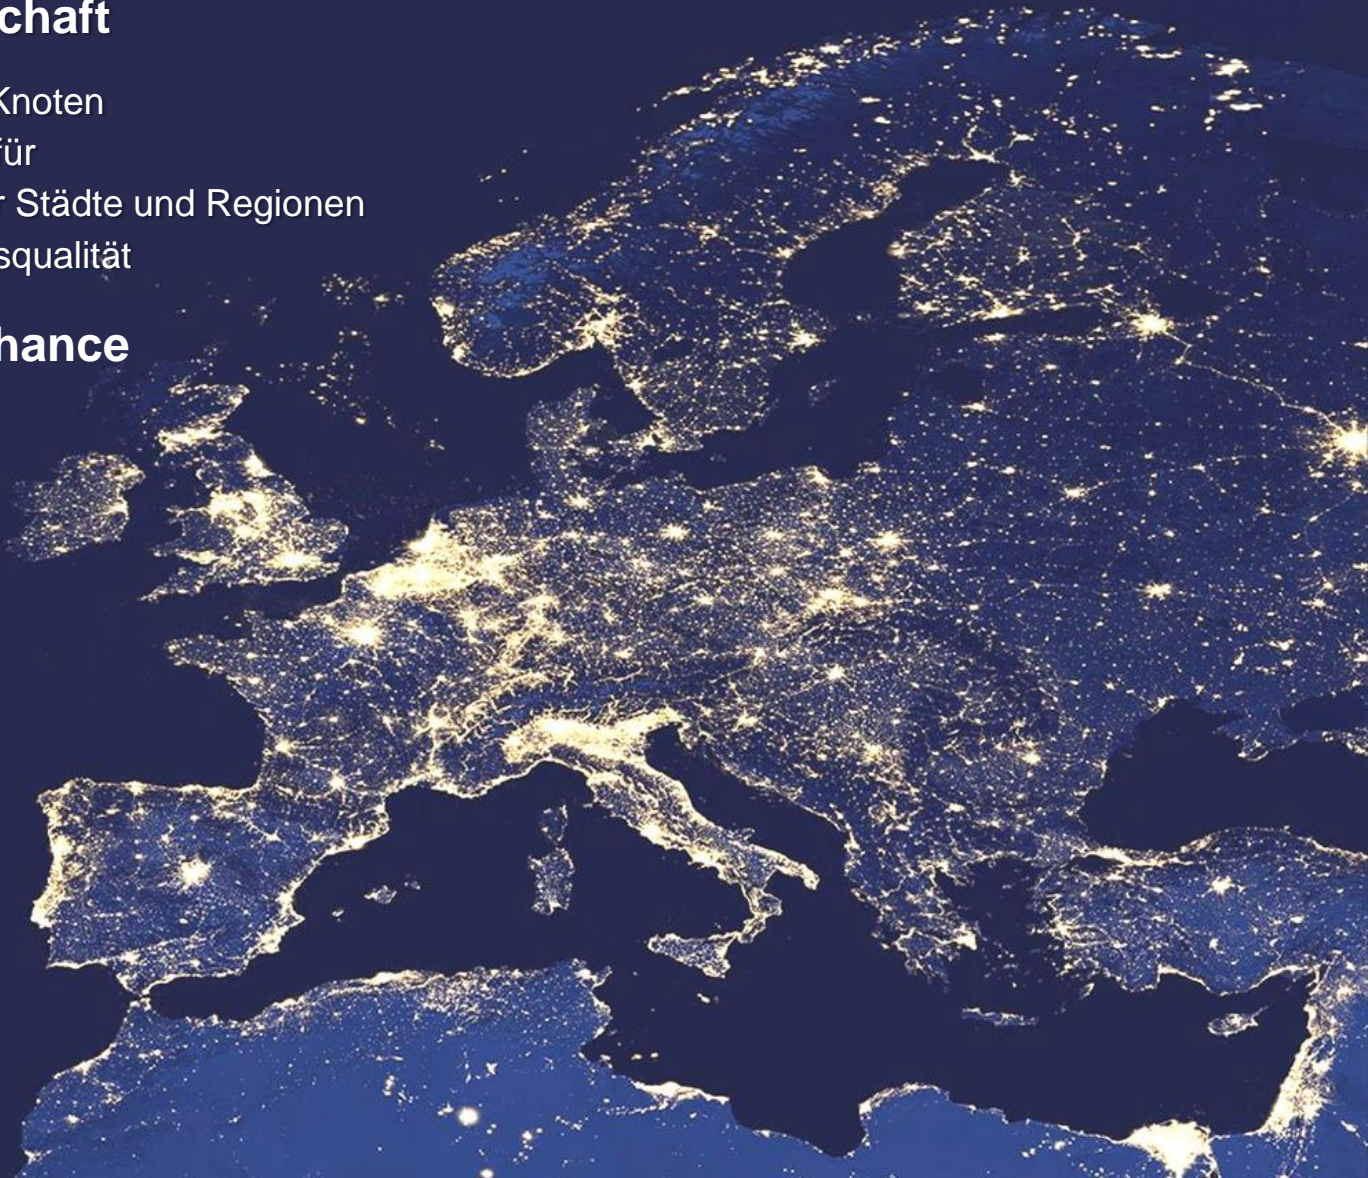 chaft
Knoten
für
r Städte und Regionen
squalität
hance